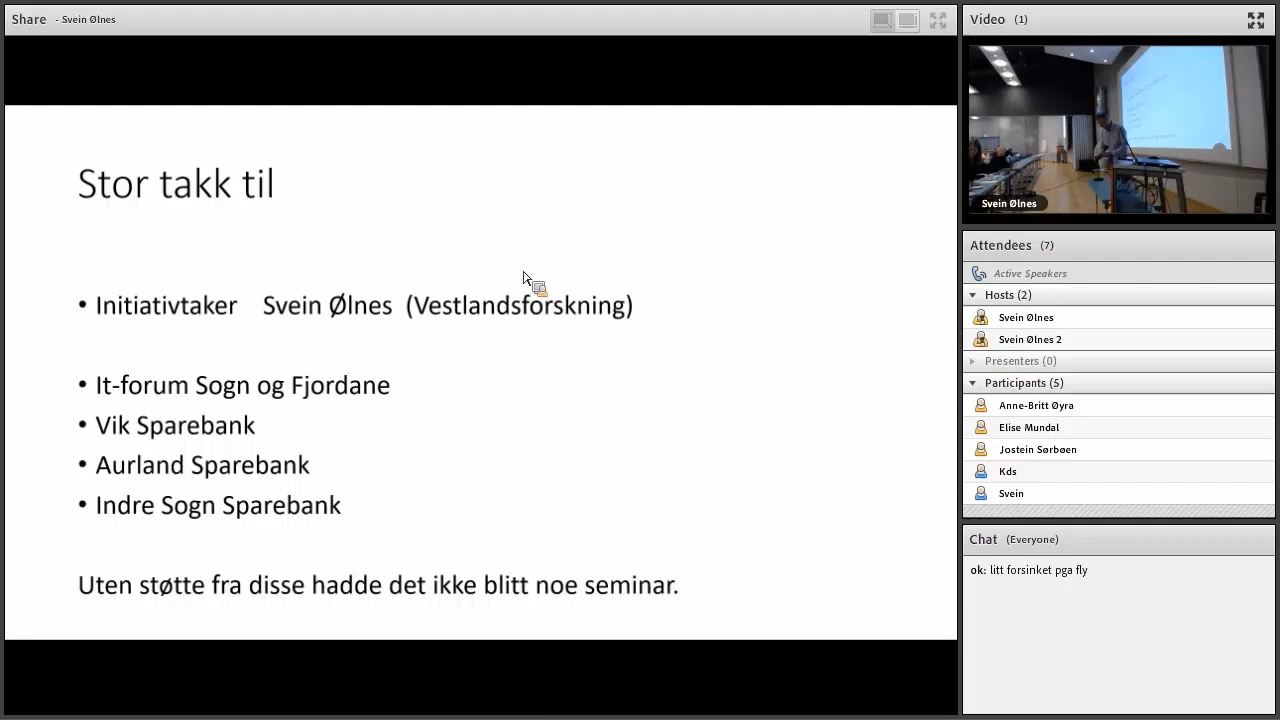 Share - Svein Ølnes
Stor takk til
• Initiativtaker Svein Ølnes (Vestlandsforskning)
• It-forum Sogn og Fjordane
• Vik Sparebank
• Aurland Sparebank
• Indre Sogn Sparebank
Uten støtte fra disse hadde det ikke blitt noe seminar.
Video (1)
Svein Ølnes
Attendees (7)
Active Speakers
Hosts (2)
Svein Ølnes
Svein Ølnes 2
Presenters (0)
Participants (5)
Anne-Britt Øyra
Elise Mundal
Jostein Sørbøen
Kds
Svein
Chat (Everyone)
ok: litt forsinket pga fly